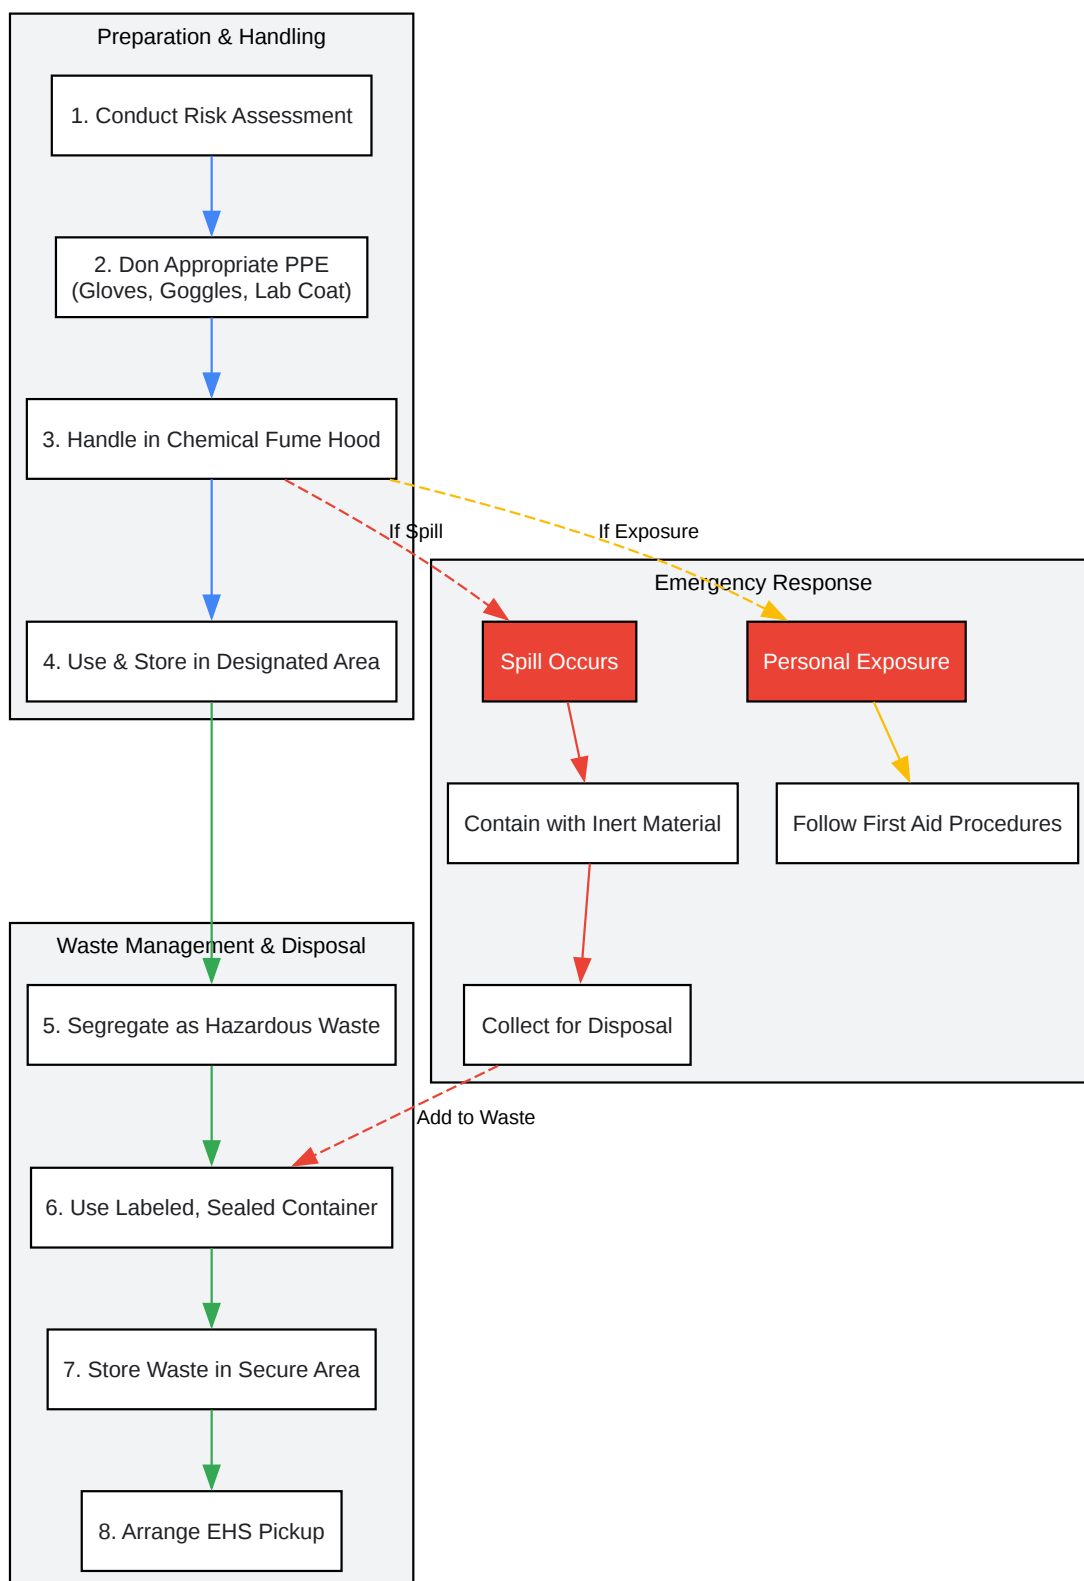 Preparation & Handling
1. Conduct Risk Assessment
2. Don Appropriate PPE
(Gloves, Goggles, Lab Coat)
3. Handle in Chemical Fume Hood
If Spill
If Exposure
4. Use & Store in Designated Area
Emergency Response
Spill Occurs
Personal Exposure
Contain with Inert Material
Follow First Aid Procedures
Collect for Disposal
Add to Waste
Waste Management & Disposal
5. Segregate as Hazardous Waste
6. Use Labeled, Sealed Container
7. Store Waste in Secure Area
8. Arrange EHS Pickup